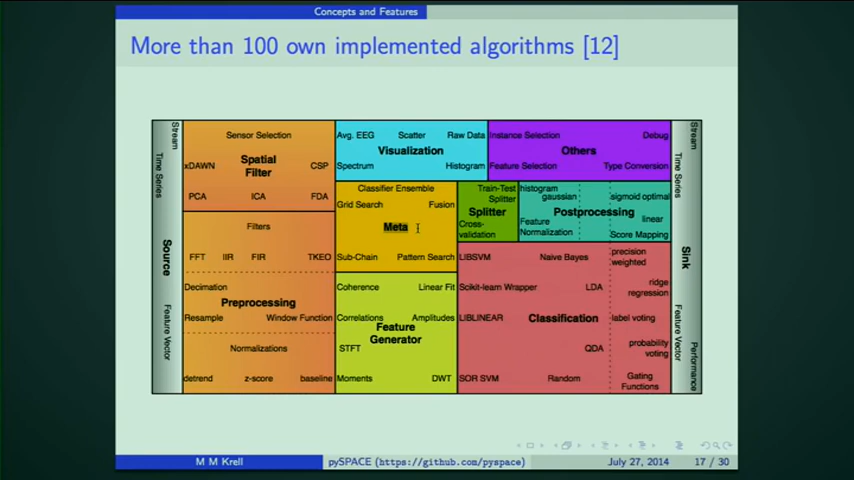 Concepts and Features
More than 100 own implemented algorithms [12]
Stream
Time Series
Source
Feature Vector
Sensor Selection
xDAWN
Spatial
Filter
CSP
PCA ICA FDA
Filters
FFT IIR FIR TKEO
Decimation
Preprocessing
Resample Window Function
Normalizations
detrend z-score baseline
Avg. EEG Scatter Raw Data
Visualization
Spectrum Histogram
Instance Selection Debug
Others
Feature Selection Type Conversion
Classifier Ensemble
Grid Search Fusion
Meta
Sub-Chain Pattern Search
Train-Test
Splitter
Splitter
Cross-
validation
histogram
gaussian
sigmoid optimal
Postprocessing
linear
Feature
Normalization
Score Mapping
Coherence Linear Fit
Correlations Amplitudes
Feature
Generator
STFT
Moments DWT
LIBSVM Naive Bayes
precision
weighted
Scikit-learn Wrapper LDA
ridge
regression
LIBLINEAR Classification label voting
QDA
probability
voting
SOR SVM Random
Gating
Functions
Stream
Time Series
Sink
Feature Vector
Performance
M M Krell pySPACE (https://github.com/pyspace) July 27, 2014 17 / 30